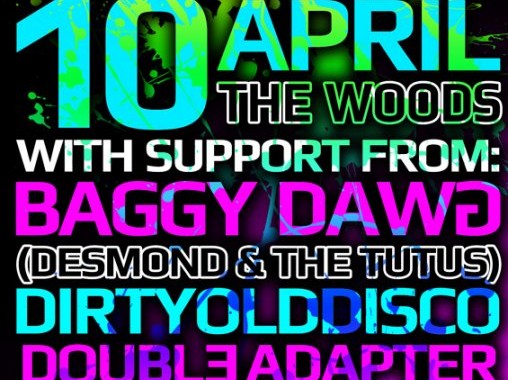 10 APRIL
THE WOODS
WITH SUPPORT FROM:
BAGGY DAWG
(DESMOND & THE TUTUS)
DIRTYOLDDISCO
DOUBLE ADAPTER